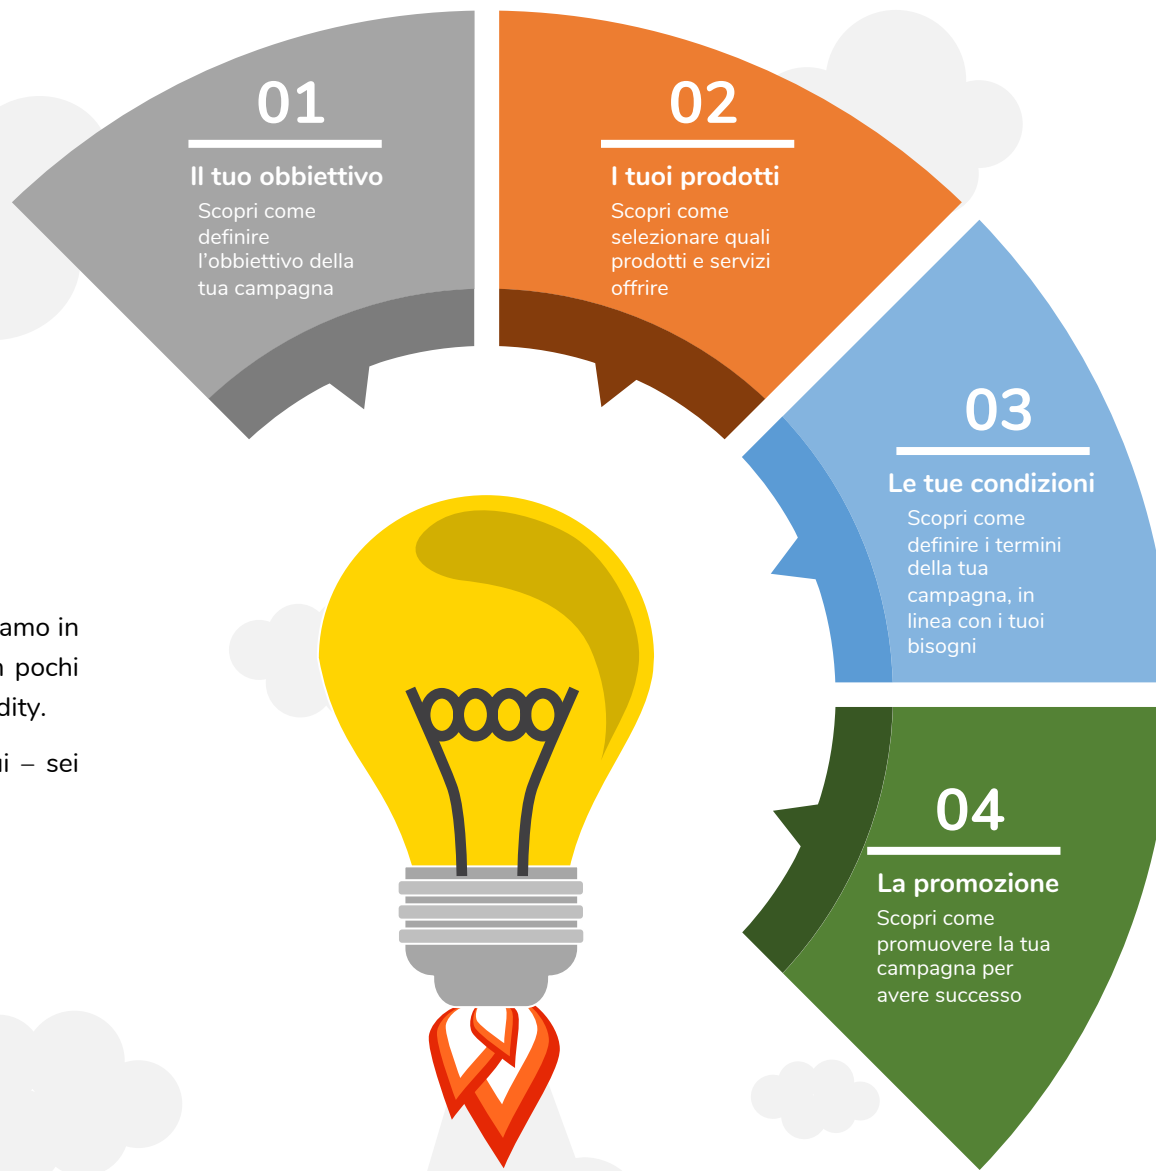 01
Il tuo obbiettivo
Scopri come
definire
l’obbiettivo della
tua campagna
02
I tuoi prodotti
Scopri come
selezionare quali
prodotti e servizi
offrire
03
Le tue condizioni
Scopri come
definire i termini
della tua
campagna, in
linea con i tuoi
bisogni
04
La promozione
Scopri come
promuovere la tua
campagna per
avere successo
in
pochi
– sei